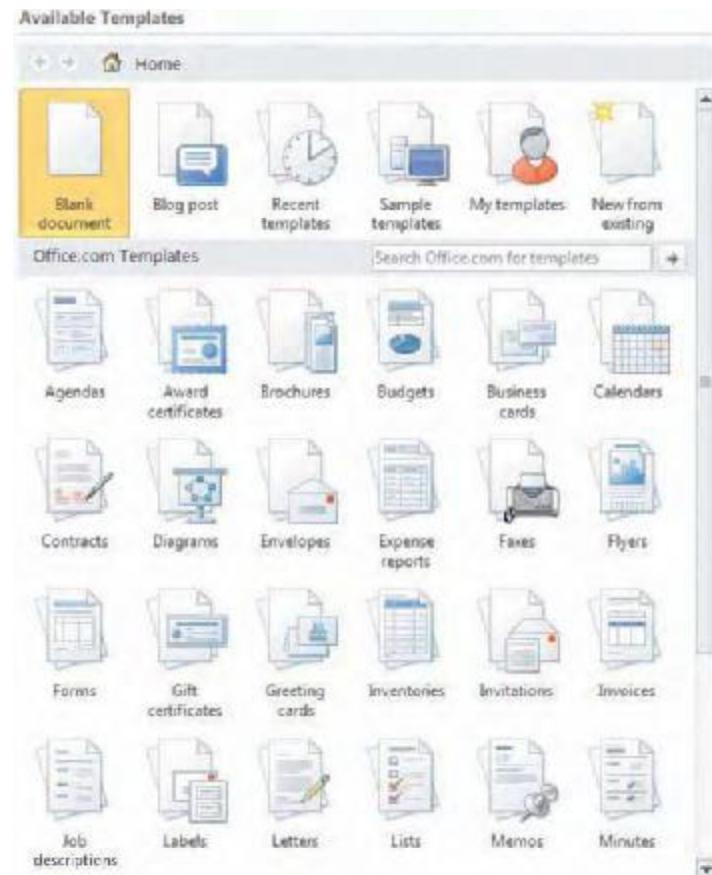 Available Templates
Home
Blank document
Blog post
Recent templates
Sample templates
My templates
New from existing
Office.com Templates
Search Office.com for templates
Agendas
Award certificates
Brochures
Budgets
Business cards
Calendars
Contracts
Diagrams
Envelopes
Expense reports
Faxes
Flyers
Forms
Gift certificates
Greeting cards
Inventories
Invitations
Invoices
Job descriptions
Labels
Letters
Lists
Memos
Minutes